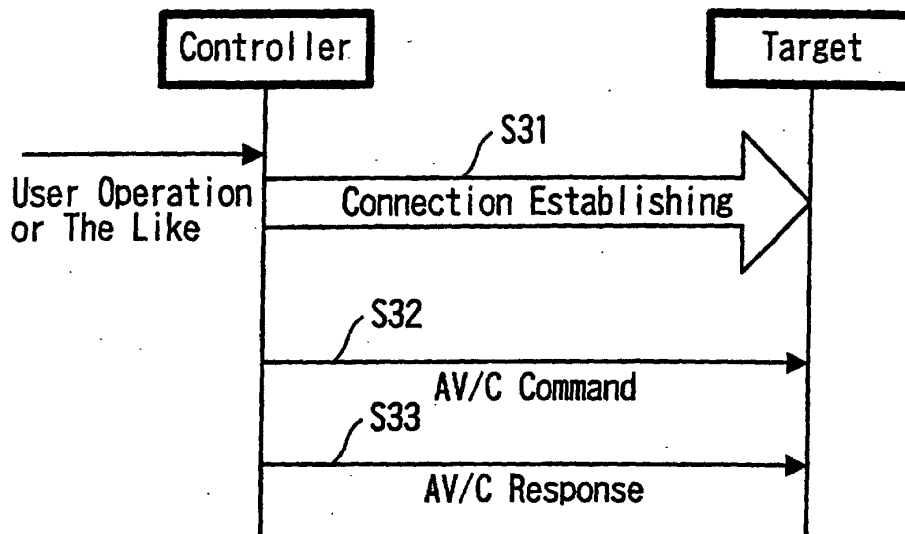 Controller
Target
S31
User Operation
or The Like
Connection Establishing
S32
AV/C Command
S33
AV/C Response